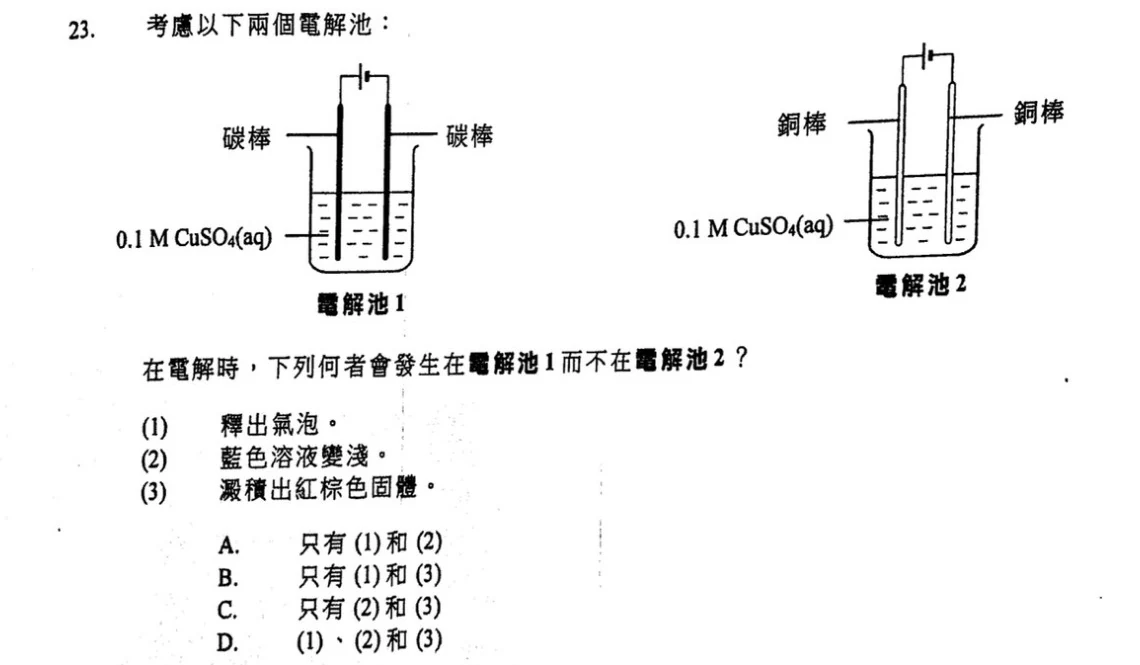 23. 考慮以下兩個電解池：
碳棒 碳棒 銅棒 銅棒
0.1 M CuSO₄(aq) 0.1 M CuSO₄(aq)
電解池 1 電解池 2
在電解時，下列何者會發生在電解池 1 而不在電解池 2？
(1) 釋出氣泡。
(2) 藍色溶液變淺。
(3) 澱積出紅棕色固體。
A. 只有 (1) 和 (2)
B. 只有 (1) 和 (3)
C. 只有 (2) 和 (3)
D. (1)、(2) 和 (3)